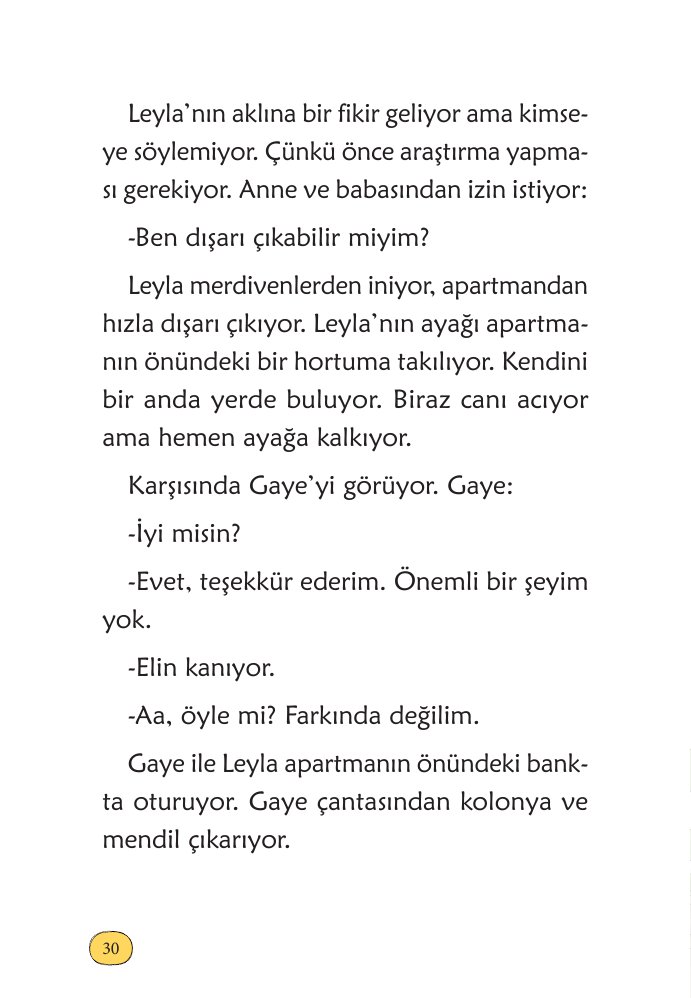 Leyla’nın aklına bir fikir geliyor ama kimse-
ye söylemiyor. Çünkü önce araştırma yapma-
sı gerekiyor. Anne ve babasından izin istiyor:
-Ben dışarı çıkabilir miyim?
Leyla merdivenlerden iniyor, apartmandan
hızla dışarı çıkıyor. Leyla’nın ayağı apartma-
nın önündeki bir hortuma takılıyor. Kendini
bir anda yerde buluyor. Biraz canı acıyor
ama hemen ayağa kalkıyor.
Karşısında Gaye’yi görüyor. Gaye:
-İyi misin?
-Evet, teşekkür ederim. Önemli bir şeyim
yok.
-Elin kanıyor.
-Aa, öyle mi? Farkında değilim.
Gaye ile Leyla apartmanın önündeki bank-
ta oturuyor. Gaye çantasından kolonya ve
mendil çıkarıyor.
30